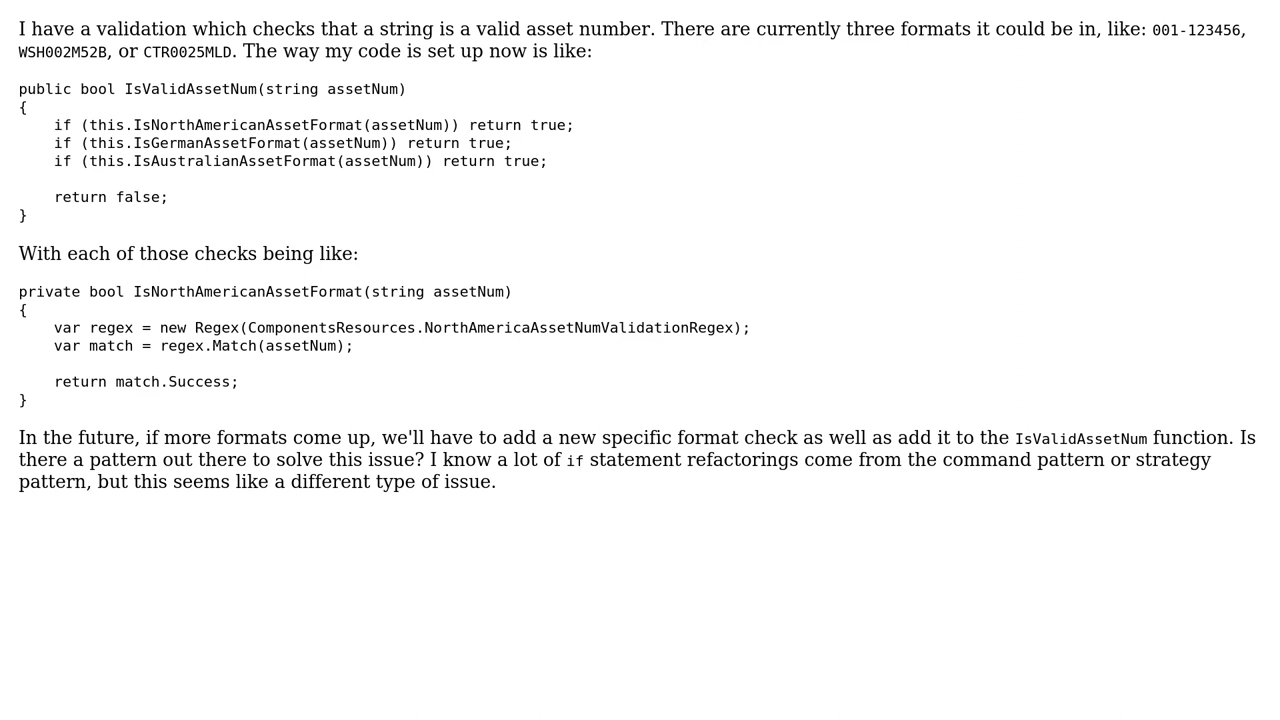 I have a validation which checks that a string is a valid asset number. There are currently three formats it could be in, like: 001-123456,
WSH002M52B, or CTR0025MLD. The way my code is set up now is like:
public bool IsValidAssetNum(string assetNum)
{
    if (this.IsNorthAmericanAssetFormat(assetNum)) return true;
    if (this.IsGermanAssetFormat(assetNum)) return true;
    if (this.IsAustralianAssetFormat(assetNum)) return true;

    return false;
}
With each of those checks being like:
private bool IsNorthAmericanAssetFormat(string assetNum)
{
    var regex = new Regex(ComponentsResources.NorthAmericaAssetNumValidationRegex);
    var match = regex.Match(assetNum);

    return match.Success;
}
In the future, if more formats come up, we'll have to add a new specific format check as well as add it to the IsValidAssetNum function. Is
there a pattern out there to solve this issue? I know a lot of if statement refactorings come from the command pattern or strategy
pattern, but this seems like a different type of issue.